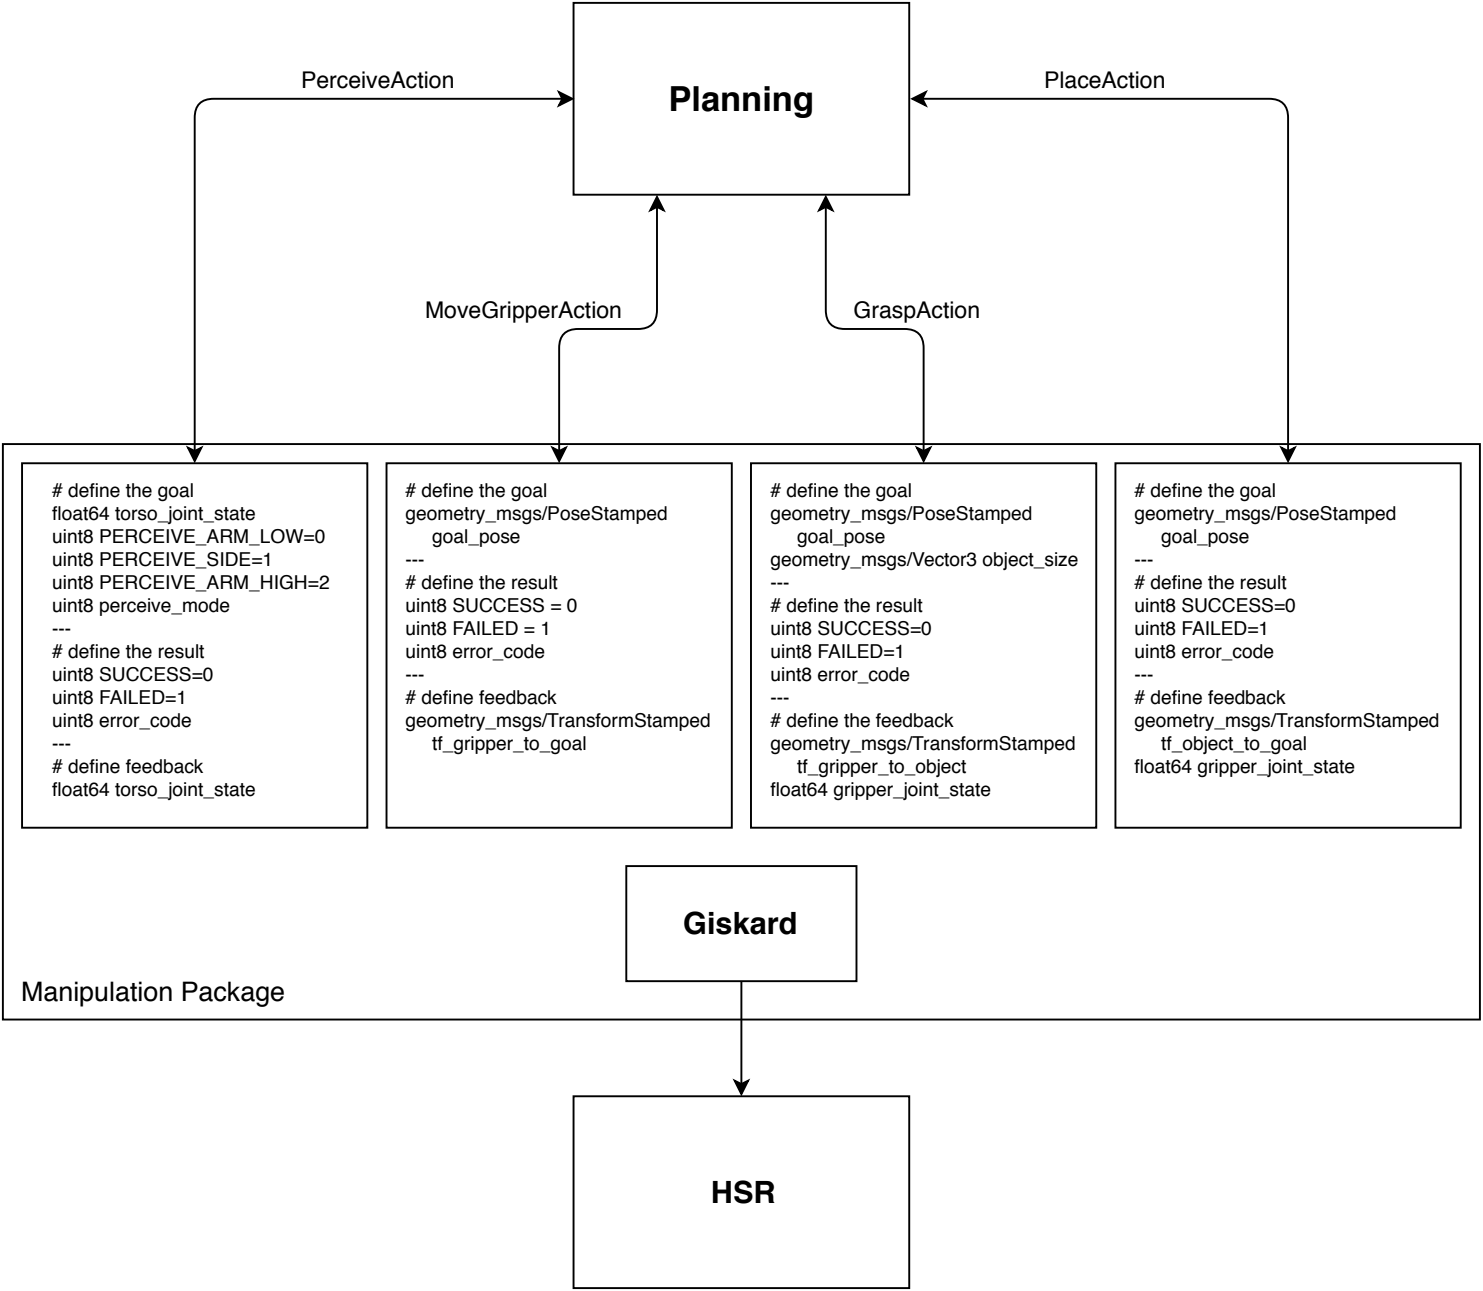 Planning
PerceiveAction
PlaceAction
MoveGripperAction
GraspAction
# define the goal
float64 torso_joint_state
uint8 PERCEIVE_ARM_LOW=0
uint8 PERCEIVE_SIDE=1
uint8 PERCEIVE_ARM_HIGH=2
uint8 perceive_mode
---
# define the result
uint8 SUCCESS=0
uint8 FAILED=1
uint8 error_code
---
# define feedback
float64 torso_joint_state
# define the goal
geometry_msgs/PoseStamped
goal_pose
---
# define the result
uint8 SUCCESS = 0
uint8 FAILED = 1
uint8 error_code
---
# define feedback
geometry_msgs/TransformStamped
tf_gripper_to_goal
# define the goal
geometry_msgs/PoseStamped
goal_pose
geometry_msgs/Vector3 object_size
---
# define the result
uint8 SUCCESS=0
uint8 FAILED=1
uint8 error_code
---
# define the feedback
geometry_msgs/TransformStamped
tf_gripper_to_object
float64 gripper_joint_state
# define the goal
geometry_msgs/PoseStamped
goal_pose
---
# define the result
uint8 SUCCESS=0
uint8 FAILED=1
uint8 error_code
---
# define feedback
geometry_msgs/TransformStamped
tf_object_to_goal
float64 gripper_joint_state
Giskard
Manipulation Package
HSR